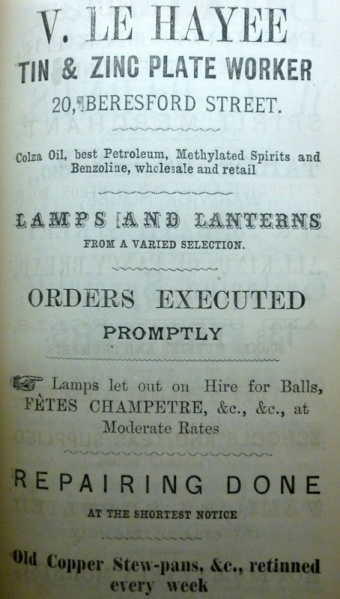 V. LE HAYEE
TIN & ZINC PLATE WORKER
20, BERESFORD STREET.
Colza Oil, best Petroleum, Methylated Spirits and
Benzoline, wholesale and retail
LAMPS AND LANTERNS
FROM A VARIED SELECTION.
ORDERS EXECUTED
PROMPTLY
☞ Lamps let out on Hire for Balls,
FÊTES CHAMPETRE, &c., &c., at
Moderate Rates
REPAIRING DONE
AT THE SHORTEST NOTICE
Old Copper Stew-pans, &c., retinned
every week